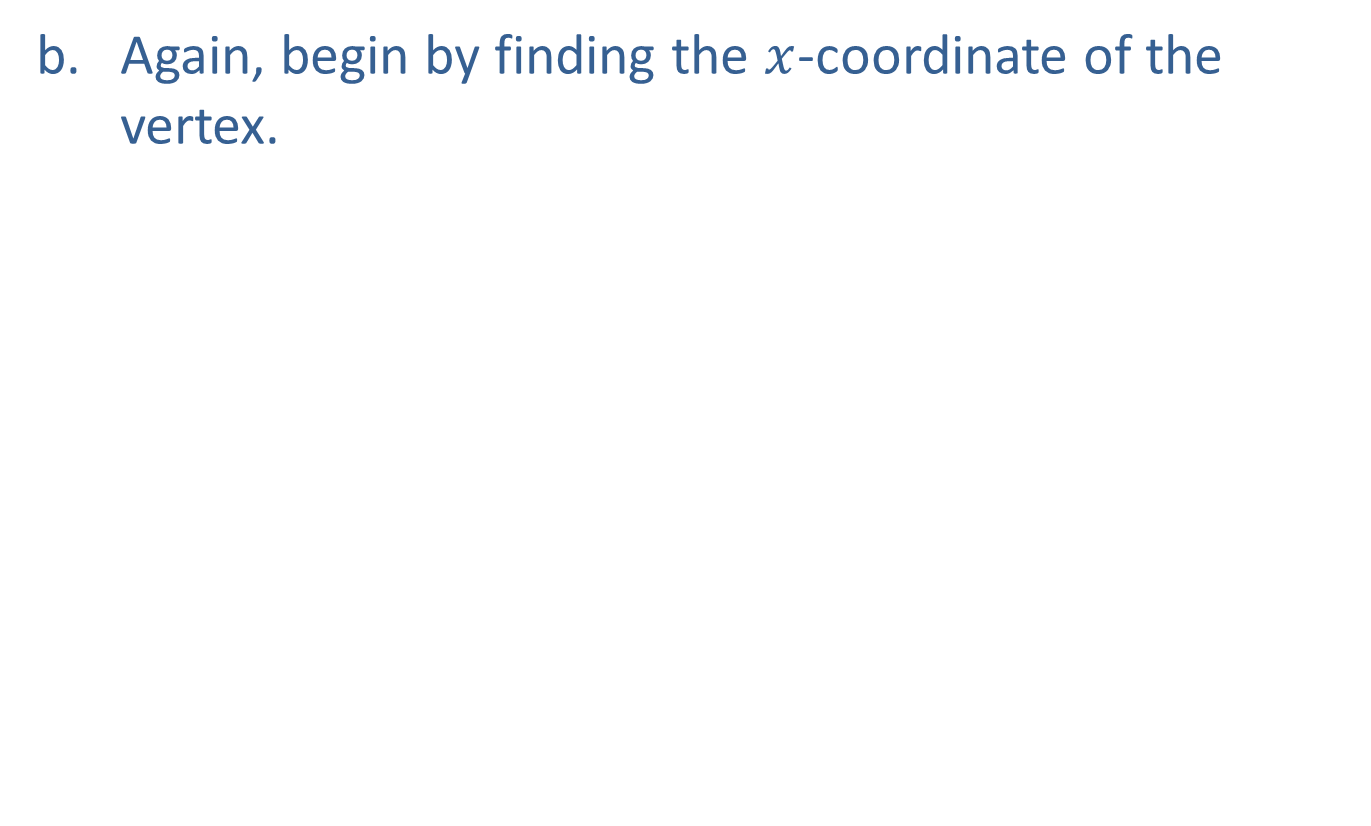 b. Again, begin by finding the x-coordinate of the
vertex.